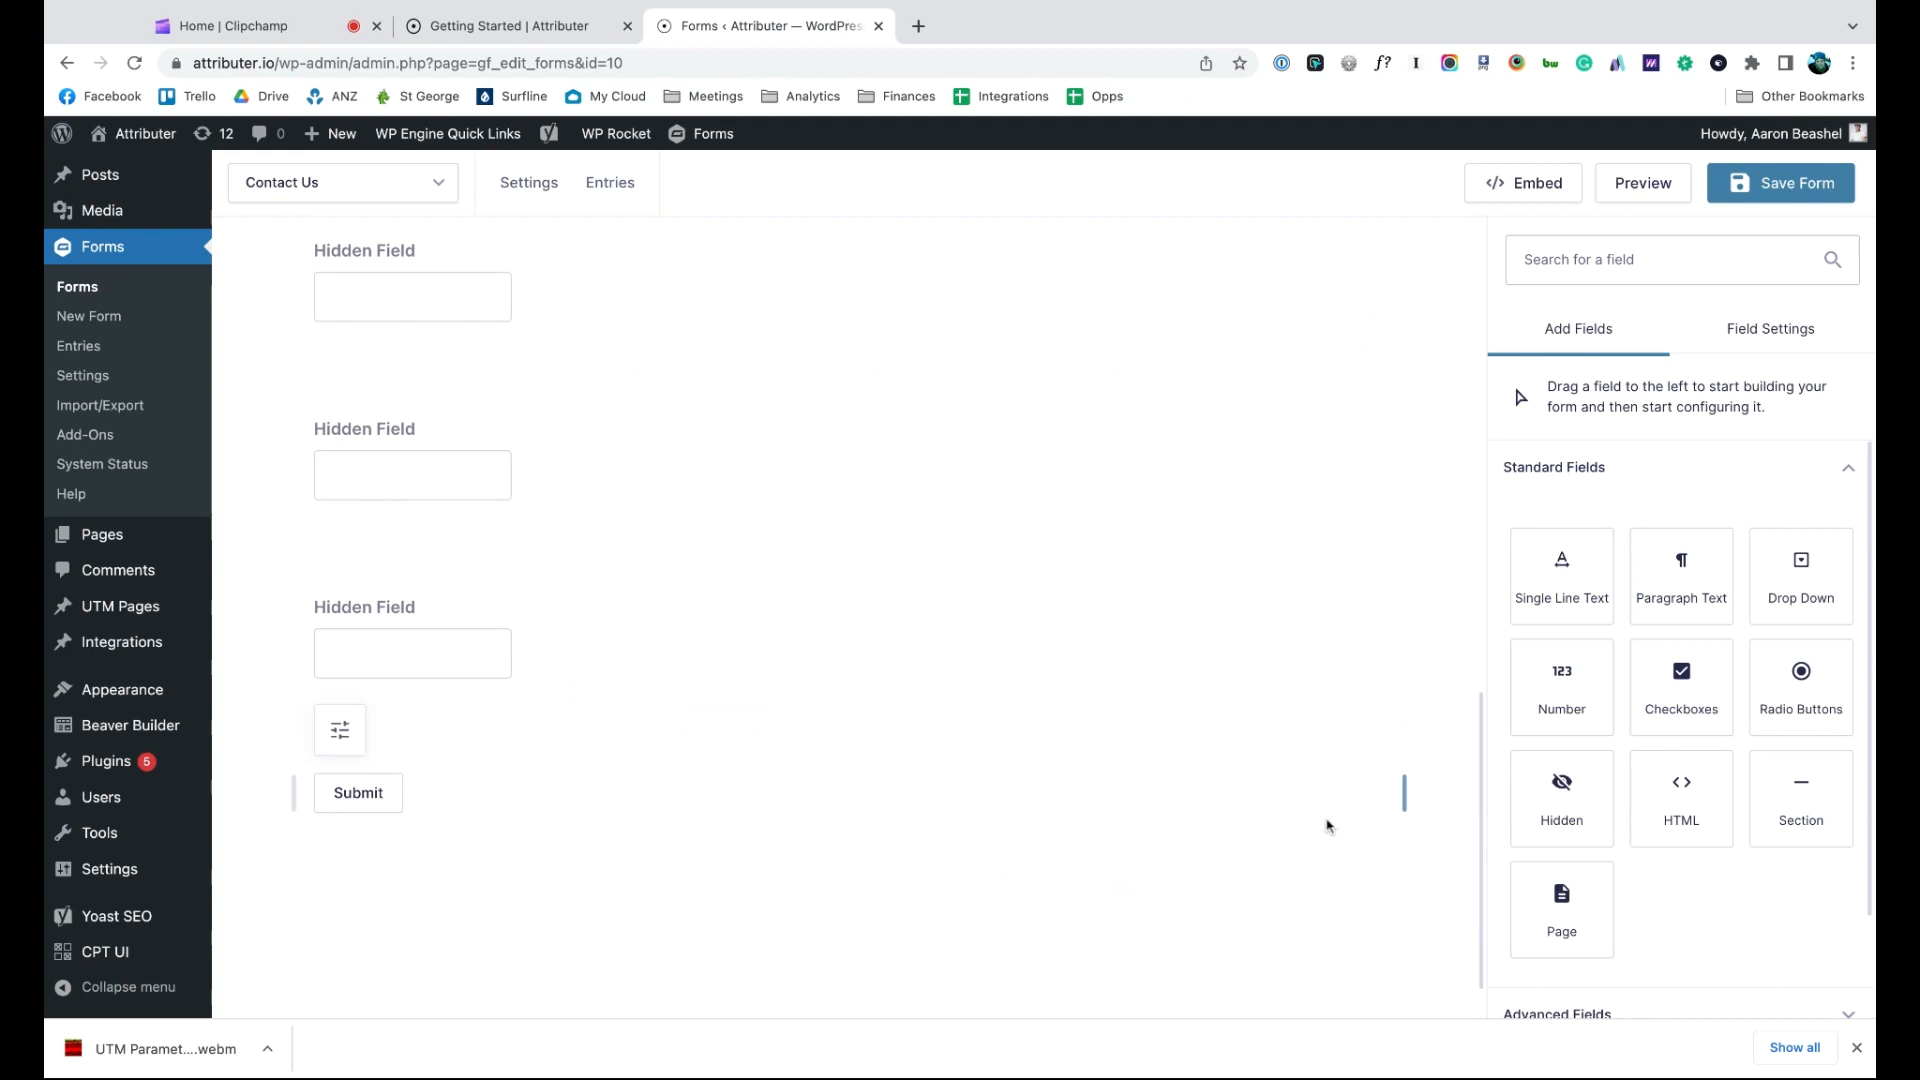 Home | Clipchamp
Getting Started | Attributer
Forms ‹ Attributer — WordPres
attributer.io/wp-admin/admin.php?page=gf_edit_forms&id=10
Facebook
Trello
Drive
ANZ
St George
Surfline
My Cloud
Meetings
Analytics
Finances
Integrations
Opps
Other Bookmarks
Attributer
12
0
New
WP Engine Quick Links
WP Rocket
Forms
Howdy, Aaron Beashel
Posts
Media
Forms
Forms
New Form
Entries
Settings
Import/Export
Add-Ons
System Status
Help
Pages
Comments
UTM Pages
Integrations
Appearance
Beaver Builder
Plugins 5
Users
Tools
Settings
Yoast SEO
CPT UI
Collapse menu
Contact Us
Settings
Entries
Embed
Preview
Save Form
Hidden Field
Hidden Field
Hidden Field
Submit
Search for a field
Add Fields
Field Settings
Drag a field to the left to start building your
form and then start configuring it.
Standard Fields
Single Line Text
Paragraph Text
Drop Down
123
Number
Checkboxes
Radio Buttons
Hidden
HTML
Section
Page
Advanced Fields
UTM Paramet....webm
Show all